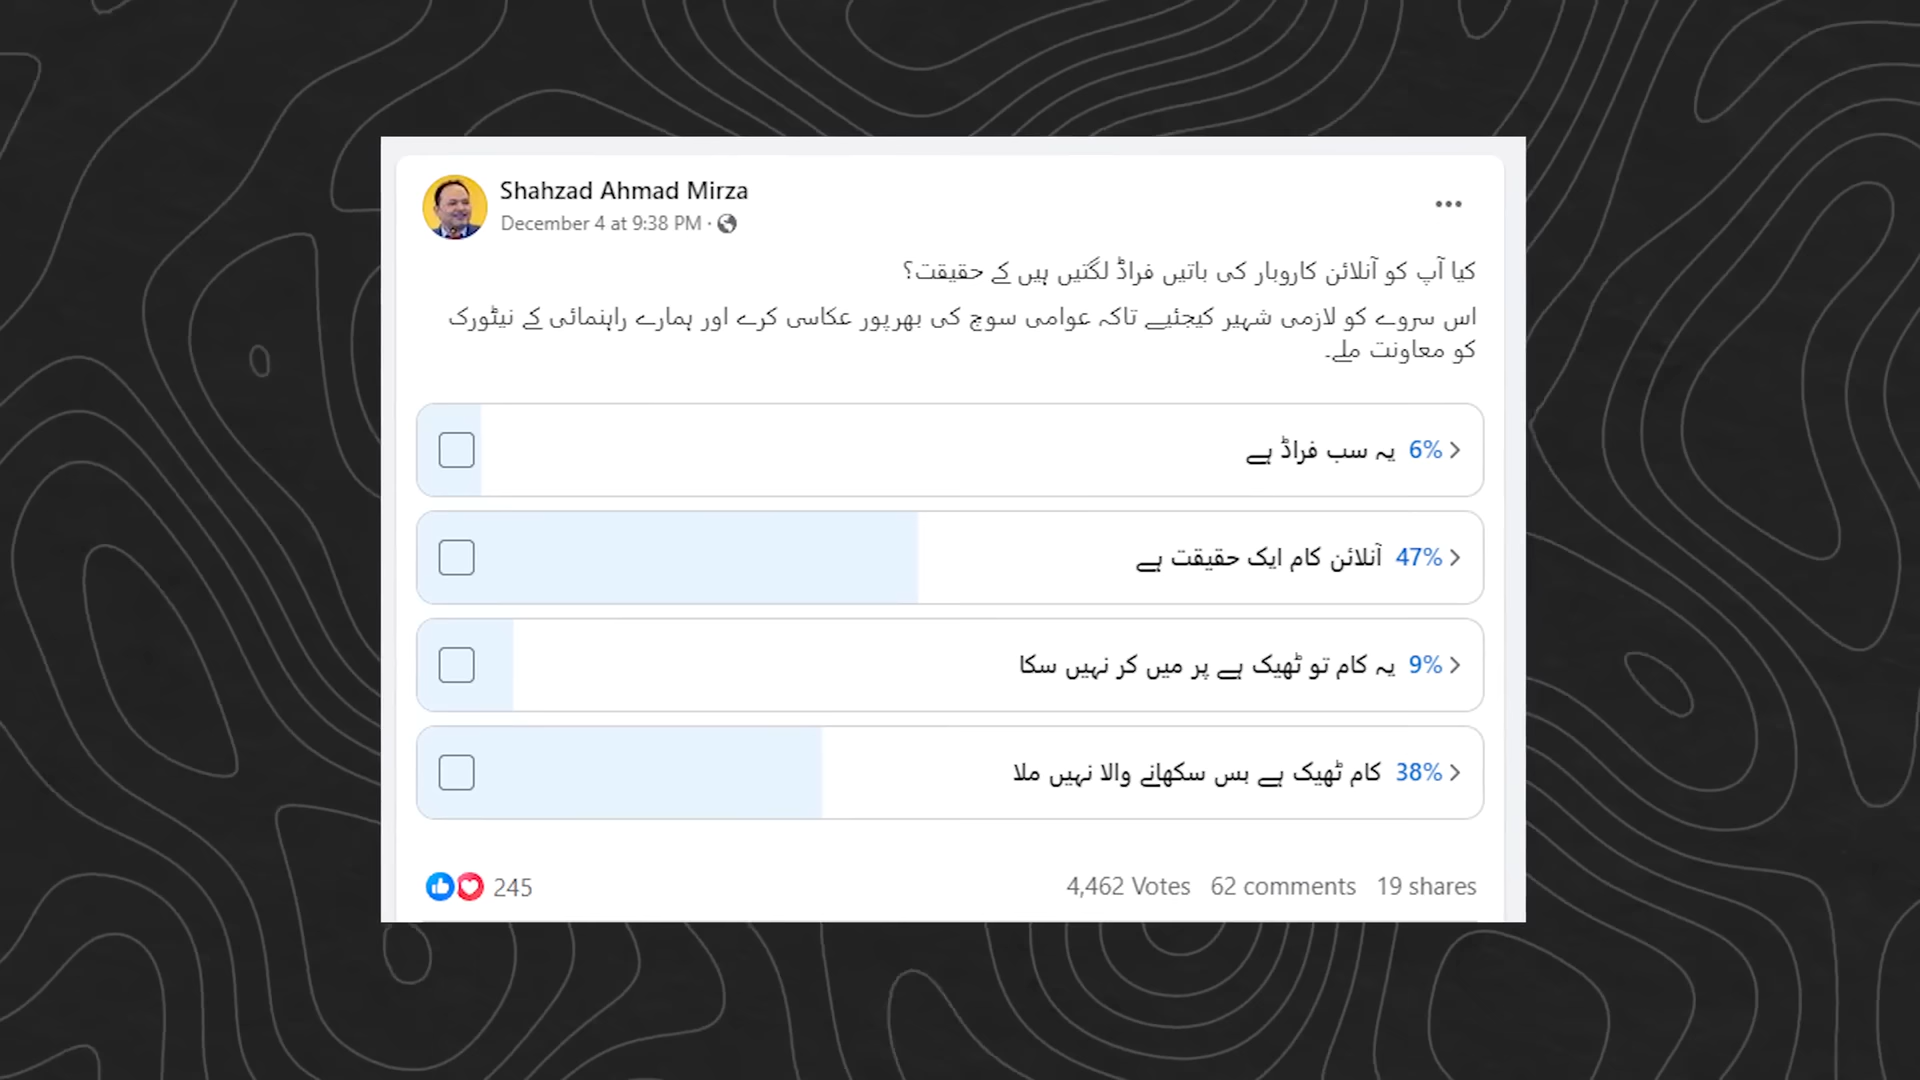 Shahzad Ahmad Mirza
December 4 at 9:38 PM ·
کیا آپ کو آنلائن کاروبار کی باتیں فراڈ لگتیں ہیں کے حقیقت؟
اس سروے کو لازمی شہیر کیجئیے تاکہ عوامی سوچ کی بھرپور عکاسی کرے اور ہمارے راہنمائی کے نیٹورک
کو معاونت ملے۔
6% یہ سب فراڈ ہے
47% آنلائن کام ایک حقیقت ہے
9% یہ کام تو ٹھیک ہے پر میں کر نہیں سکا
38% کام ٹھیک ہے بس سکھانے والا نہیں ملا
245 4,462 Votes 62 comments 19 shares